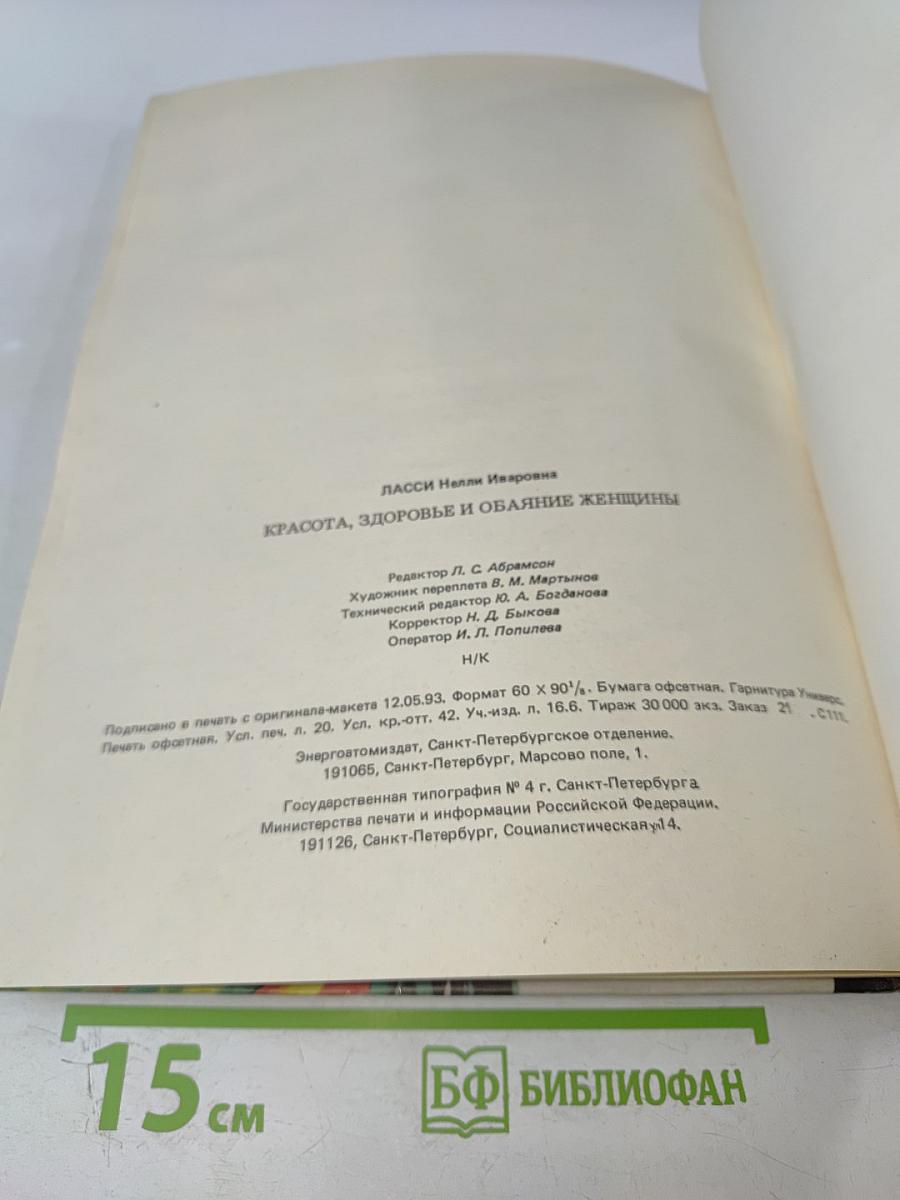 ЛАССИ Нелли Иваровна
КРАСОТА, ЗДОРОВЬЕ И ОБАЯНИЕ ЖЕНЩИНЫ
Редактор Л. С. Абрамсон
Художник переплета В. М. Мартынов
Технический редактор Ю. А. Богданова
Корректор Н. Д. Быкова
Оператор И. Л. Попилева
Н/К
Подписано в печать с оригинала-макета 12.05.93. Формат 60 X 90¹/₈. Бумага офсетная. Гарнитура Универс.
Печать офсетная. Усл. печ. л. 20. Усл. кр.-отт. 42. Уч.-изд. л. 16.6. Тираж 30 000 экз. Заказ 21 . С111.
Энергоатомиздат, Санкт-Петербургское отделение.
191065, Санкт-Петербург, Марсово поле, 1.
Государственная типография № 4 г. Санкт-Петербурга
Министерства печати и информации Российской Федерации.
191126, Санкт-Петербург, Социалистическая 14.
15 см
БФ БИБЛИОФАН